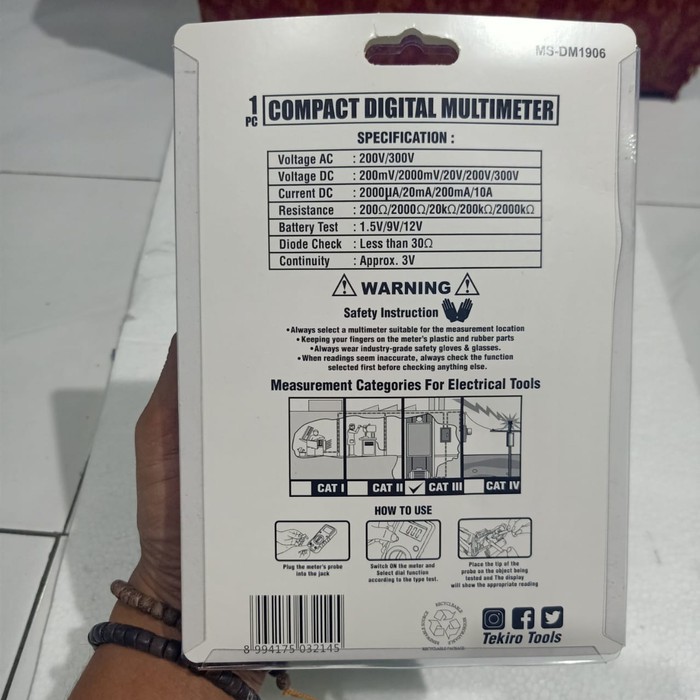 MS-DM1906
1 PC COMPACT DIGITAL MULTIMETER
SPECIFICATION :
Voltage AC : 200V/300V
Voltage DC : 200mV/2000mV/20V/200V/300V
Current DC : 2000µA/20mA/200mA/10A
Resistance : 200Ω/2000Ω/20kΩ/200kΩ/2000kΩ
Battery Test : 1.5V/9V/12V
Diode Check : Less than 30Ω
Continuity : Approx. 3V
WARNING
Safety Instruction
•Always select a multimeter suitable for the measurement location
•Keeping your fingers on the meter's plastic and rubber parts
•Always wear industry-grade safety gloves & glasses.
•When readings seem inaccurate, always check the function
selected first before checking anything else.
Measurement Categories For Electrical Tools
CAT I CAT II CAT III CAT IV
HOW TO USE
Plug the meter's probe
into the jack
Switch ON the meter and
Select dial function
according to the type test.
Place the tip of the
probe on the object being
tested and The display
will show the appropriate reading
8 994175 032145
RECYCLABLE
Tekiro Tools